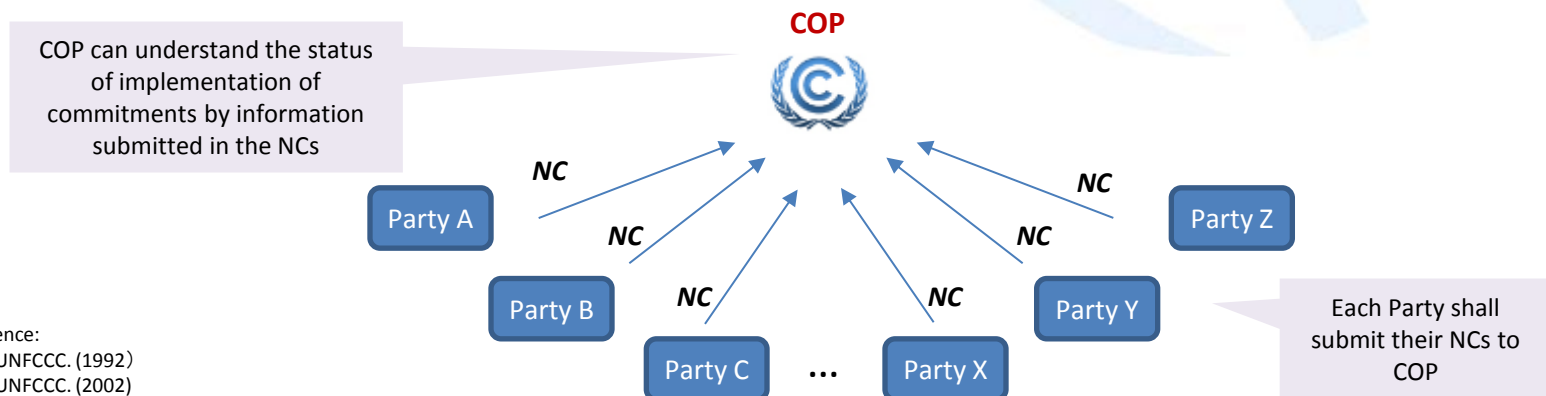 COP
COP can understand the status
of implementation of
commitments by information
submitted in the NCs
NC
NC
Party A
Party Z
NC
NC
Party B
Party Y
NC
NC
Party C
...
Party X
Each Party shall
submit their NCs to
COP
ence:
UNFCCC. (1992）
UNFCCC. (2002)